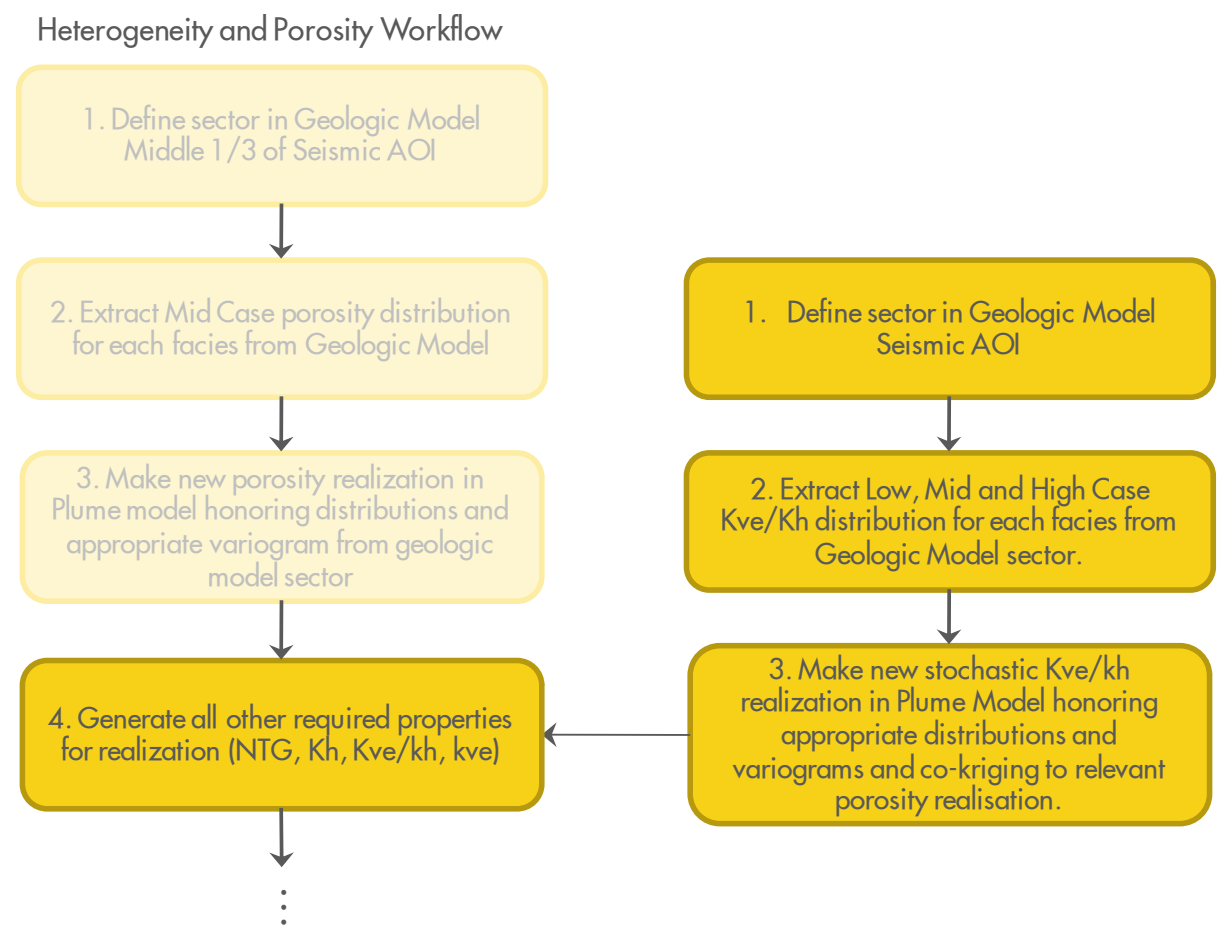 Heterogeneity and Porosity Workflow
1. Define sector in Geologic Model
Middle 1/3 of Seismic AOI
2. Extract Mid Case porosity distribution
for each facies from Geologic Model
3. Make new porosity realization in
Plume model honoring distributions and
appropriate variogram from geologic
model sector
4. Generate all other required properties
for realization (NTG, Kh, Kve/kh, kve)
1. Define sector in Geologic Model
Seismic AOI
2. Extract Low, Mid and High Case
Kve/Kh distribution for each facies from
Geologic Model sector.
3. Make new stochastic Kve/kh
realization in Plume Model honoring
appropriate distributions and
variograms and co-kriging to relevant
porosity realisation.